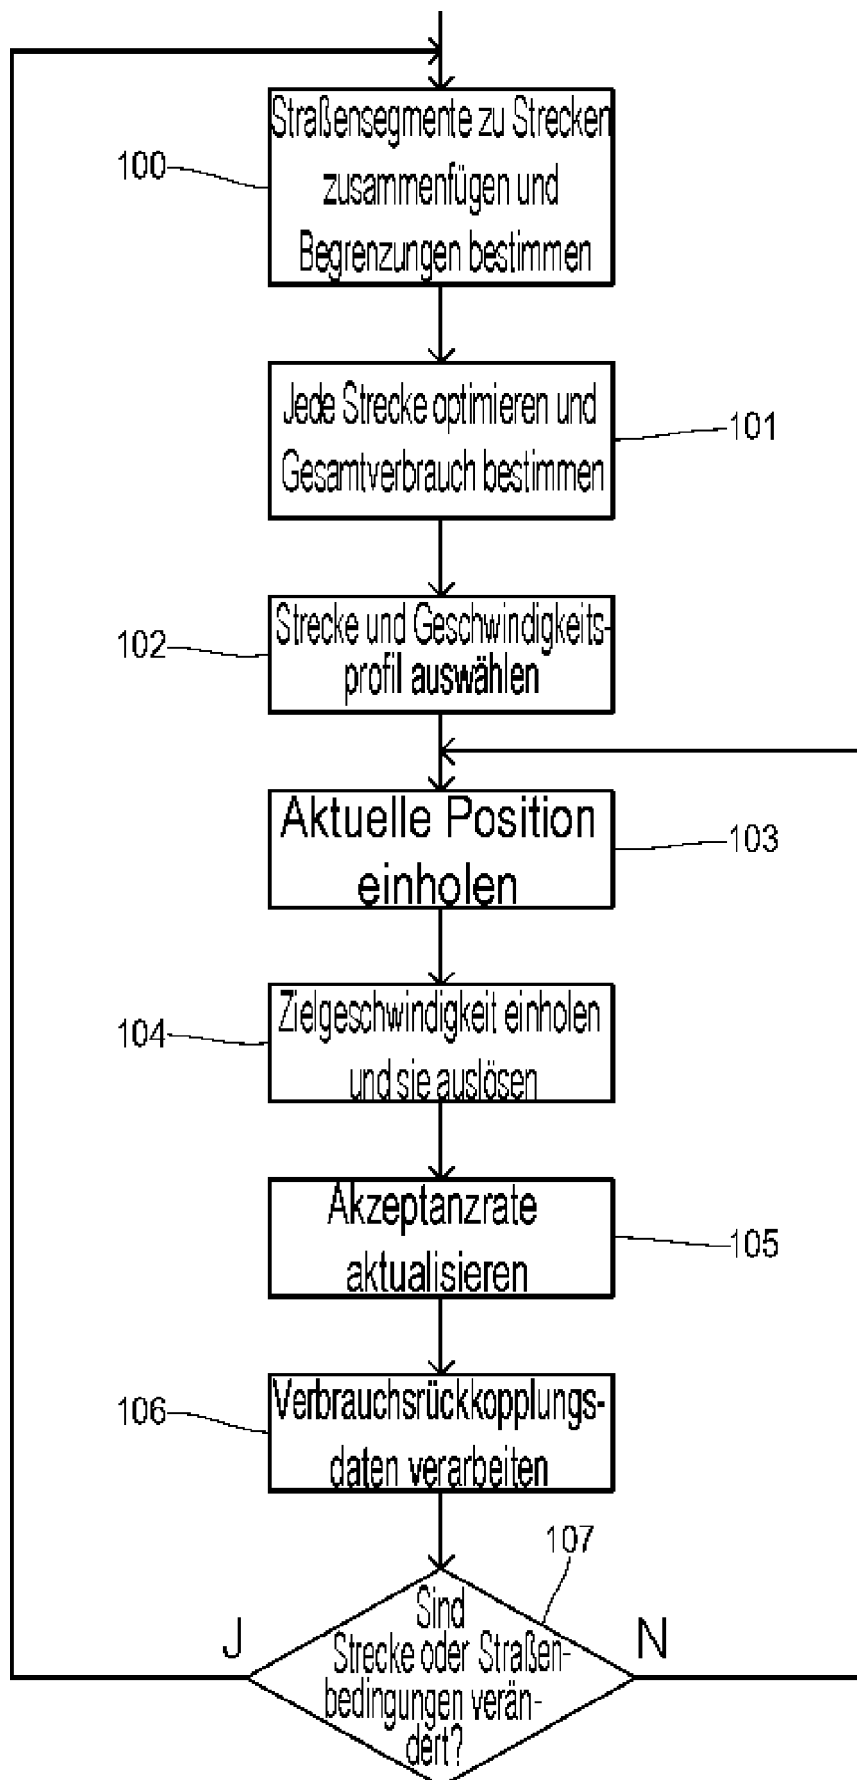 Straßensegmente zu Strecken
zusammenfügen und
Begrenzungen bestimmen
100
Jede Strecke optimieren und
Gesamtverbrauch bestimmen
101
Strecke und Geschwindigkeits-
profil auswählen
102
Aktuelle Position
einholen
103
Zielgeschwindigkeit einholen
und sie auslösen
104
Akzeptanzrate
aktualisieren
105
Verbrauchsrückkopplungs-
daten verarbeiten
106
107
J
Sind
Strecke oder Straßen-
bedingungen verän-
dert?
N